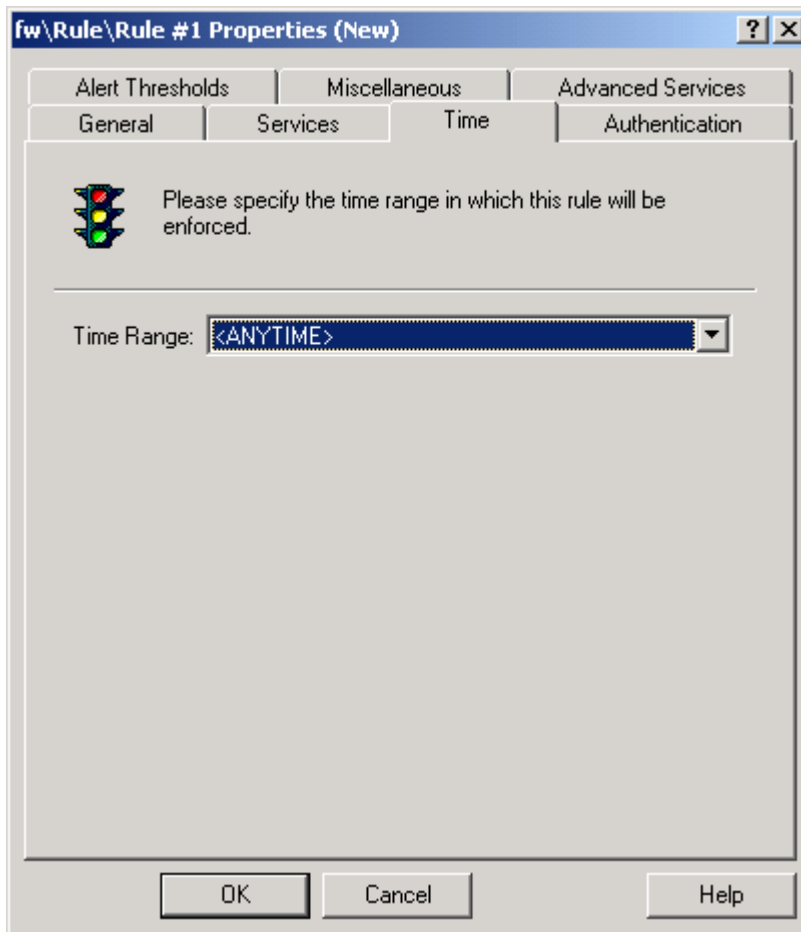 fw\Rule\Rule #1 Properties (New)
Alert Thresholds
Miscellaneous
Advanced Services
General
Services
Time
Authentication
Please specify the time range in which this rule will be
enforced.
Time Range: <ANYTIME>
OK
Cancel
Help